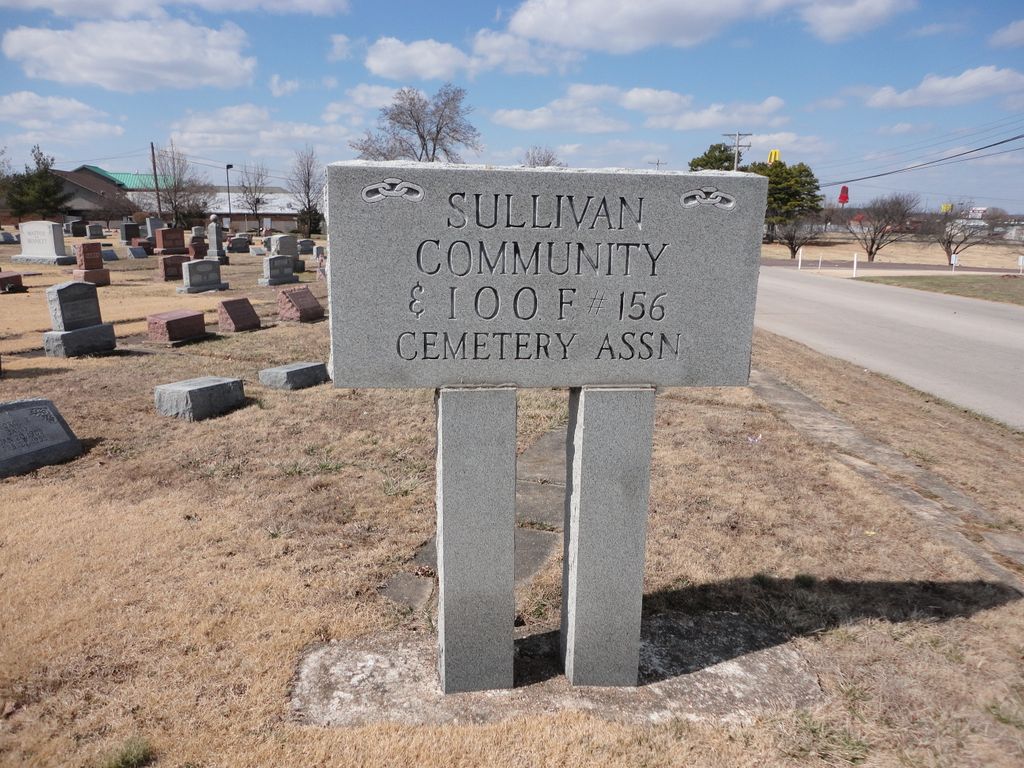 SULLIVAN
COMMUNITY
& I O O F # 156
CEMETERY ASSN